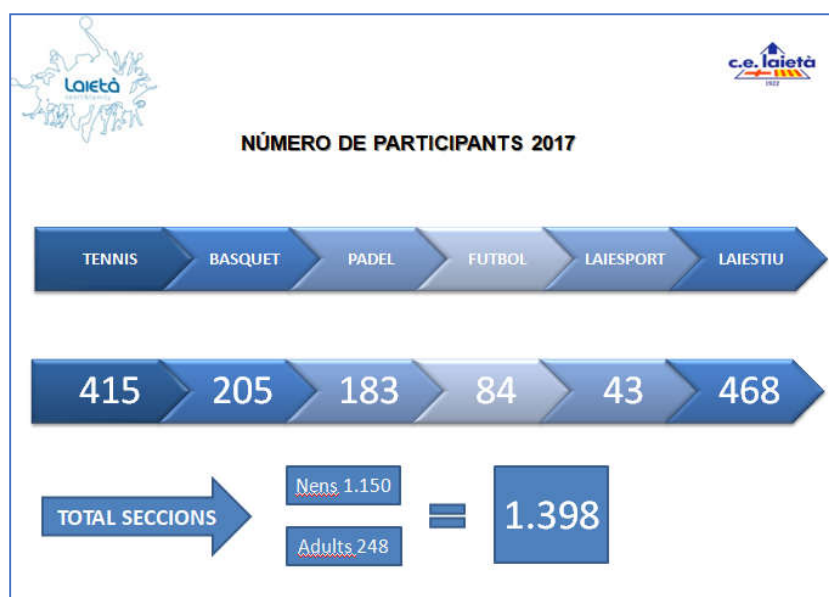 Laietà
c.e. laietà
1922
NÚMERO DE PARTICIPANTS 2017
TENNIS BASQUET PADEL FUTBOL LAIESPORT LAIESTIU
415 205 183 84 43 468
TOTAL SECCIONS
Nens 1.150
Adults 248
=
1.398